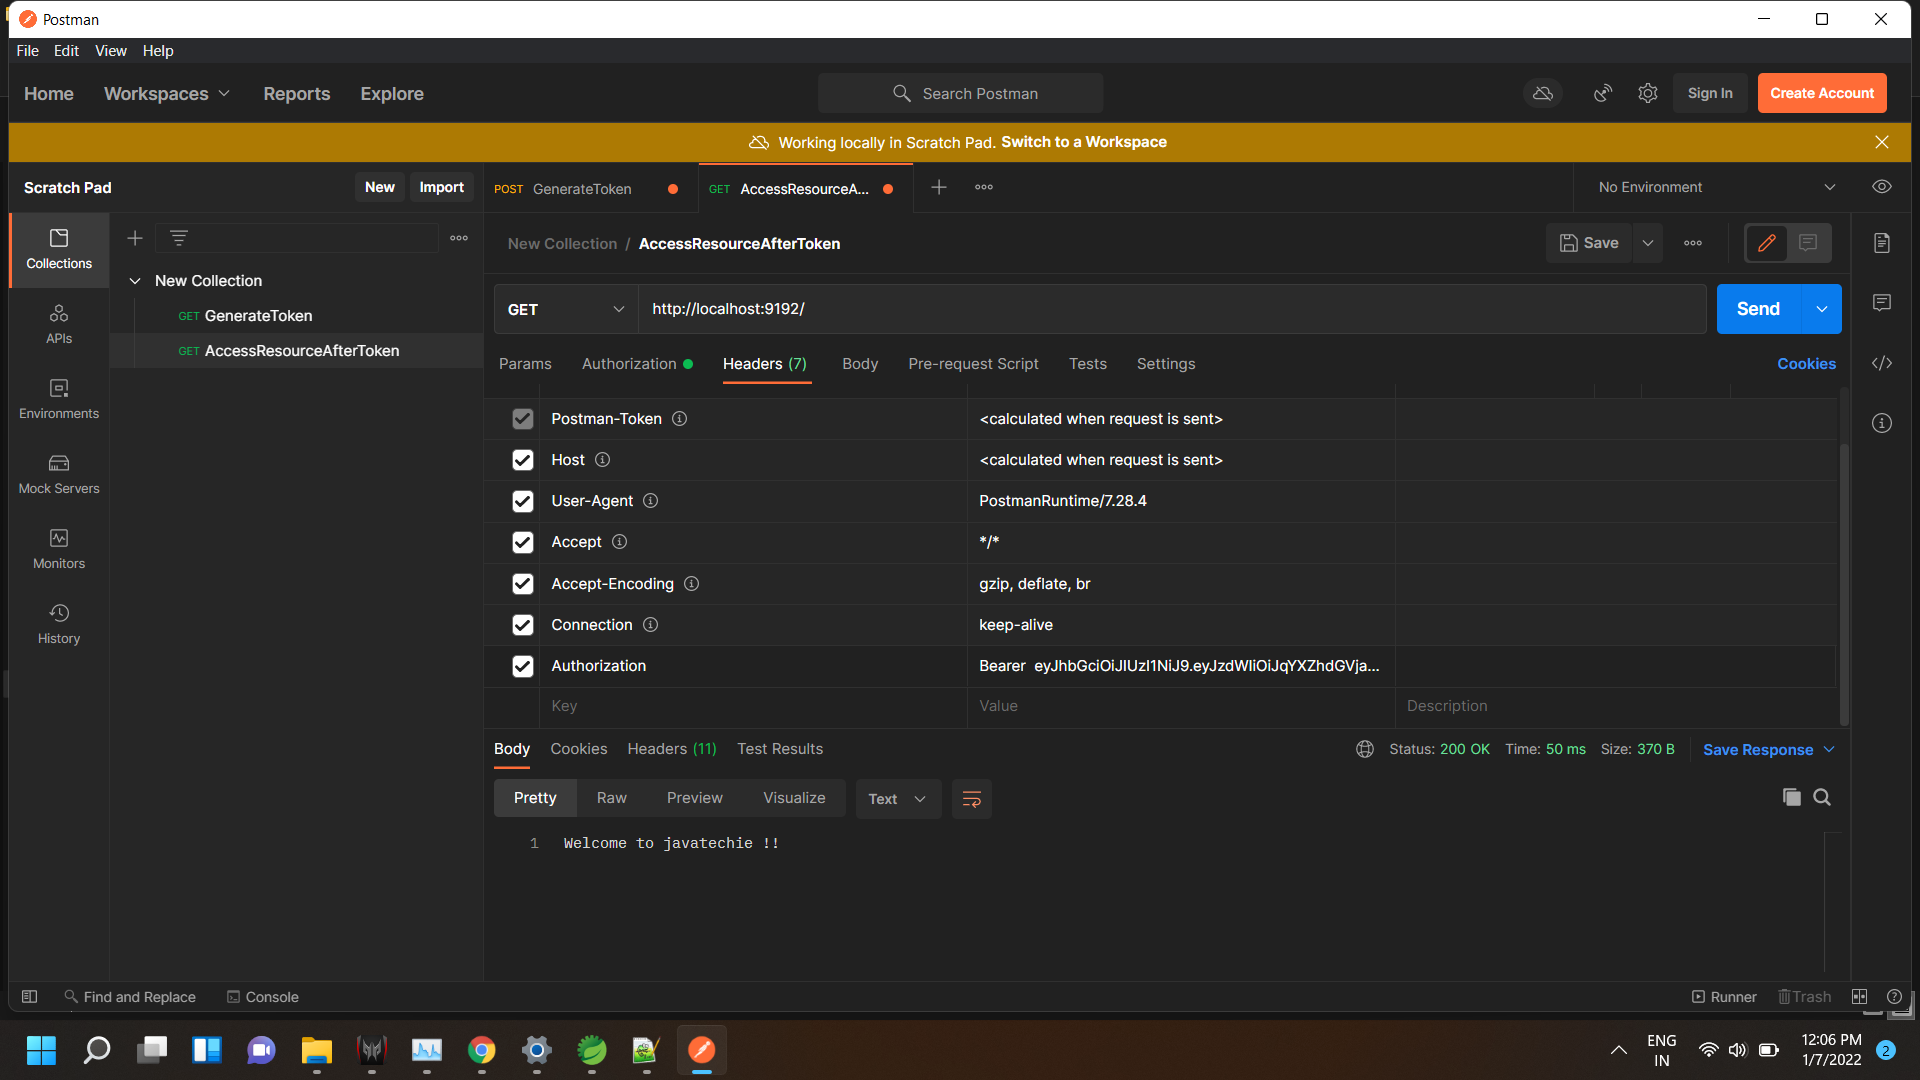 Postman
File Edit View Help
Home Workspaces Reports Explore Search Postman Sign In Create Account
Working locally in Scratch Pad. Switch to a Workspace
Scratch Pad New Import POST GenerateToken GET AccessResourceA... No Environment
New Collection / AccessResourceAfterToken Save
Collections
New Collection
GET GenerateToken
GET AccessResourceAfterToken
APIs
Environments
Mock Servers
Monitors
History
GET http://localhost:9192/ Send
Params Authorization Headers (7) Body Pre-request Script Tests Settings Cookies
Postman-Token <calculated when request is sent>
Host <calculated when request is sent>
User-Agent PostmanRuntime/7.28.4
Accept */*
Accept-Encoding gzip, deflate, br
Connection keep-alive
Authorization Bearer eyJhbGciOiJIUzI1NiJ9.eyJzdWIiOiJqYXZhdGVja...
Key Value Description
Body Cookies Headers (11) Test Results Status: 200 OK Time: 50 ms Size: 370 B Save Response
Pretty Raw Preview Visualize Text
1 Welcome to javatechie !!
Find and Replace Console Runner Trash
ENG
IN
12:06 PM
1/7/2022
2